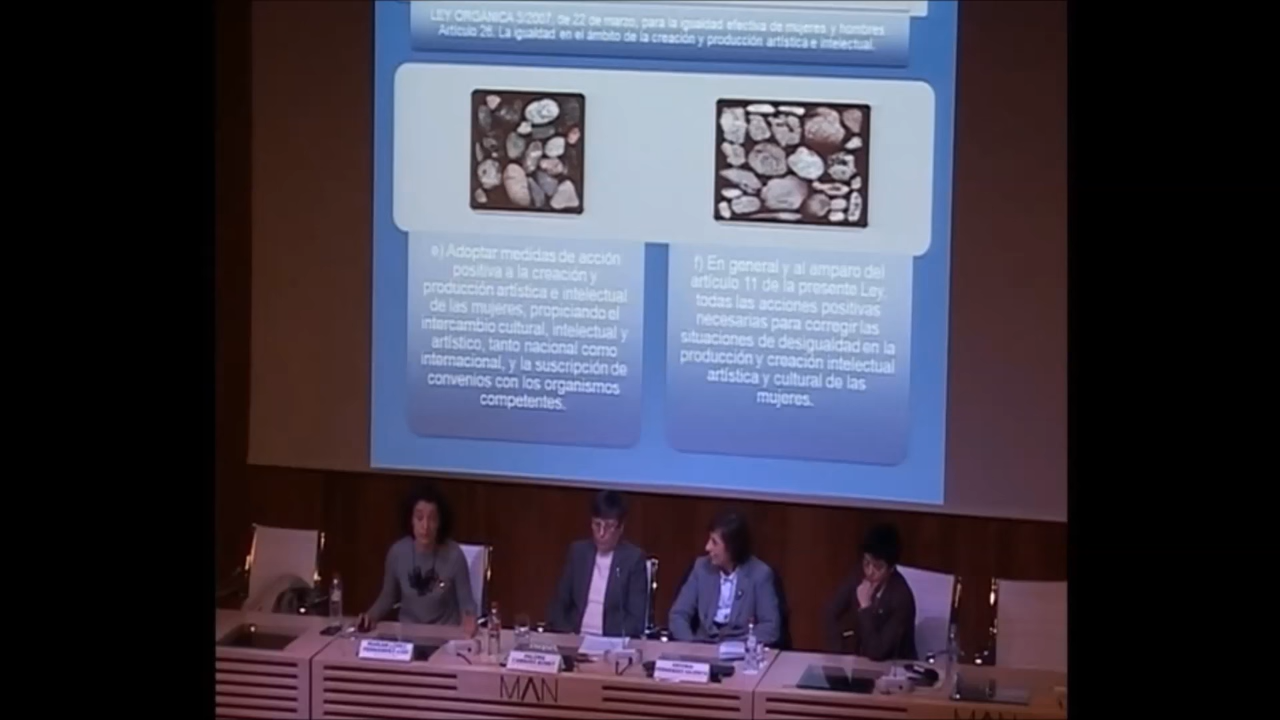 LEY ORGÁNICA 3/2007, de 22 de marzo, para la igualdad efectiva de mujeres y hombres
Artículo 26. La igualdad en el ámbito de la creación y producción artística e intelectual.
e) Adoptar medidas de acción
positiva a la creación y
producción artística e intelectual
de las mujeres, propiciando el
intercambio cultural, intelectual y
artístico, tanto nacional como
internacional, y la suscripción de
convenios con los organismos
competentes.
f) En general y al amparo del
artículo 11 de la presente Ley,
todas las acciones positivas
necesarias para corregir las
situaciones de desigualdad en la
producción y creación intelectual
artística y cultural de las
mujeres.
MAN